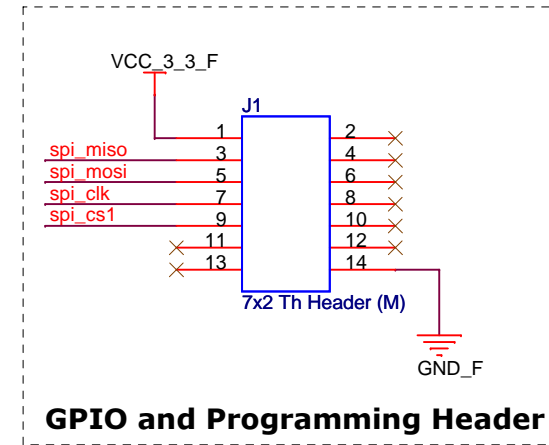 VCC_3_3_F
J1
1 2
spi_miso 3 4
spi_mosi 5 6
spi_clk 7 8
spi_cs1 9 10
11 12
13 14
7x2 Th Header (M)
GND_F
GPIO and Programming Header